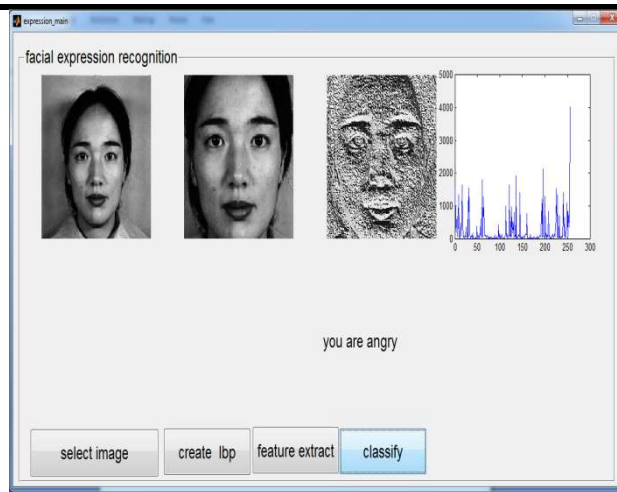 expression_main
facial expression recognition
5000
4000
3000
2000
1000
0
0 50 100 150 200 250 300
you are angry
select image
create lbp
feature extract
classify